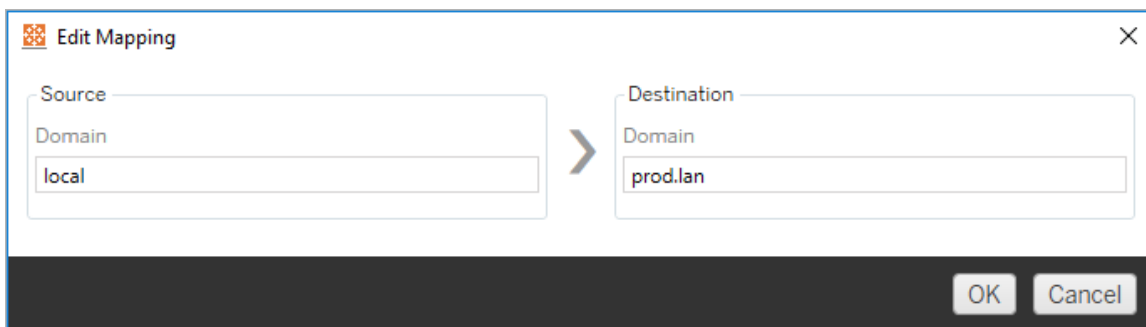 Edit Mapping
Source
Destination
Domain
Domain
local
prod.lan
OK
Cancel